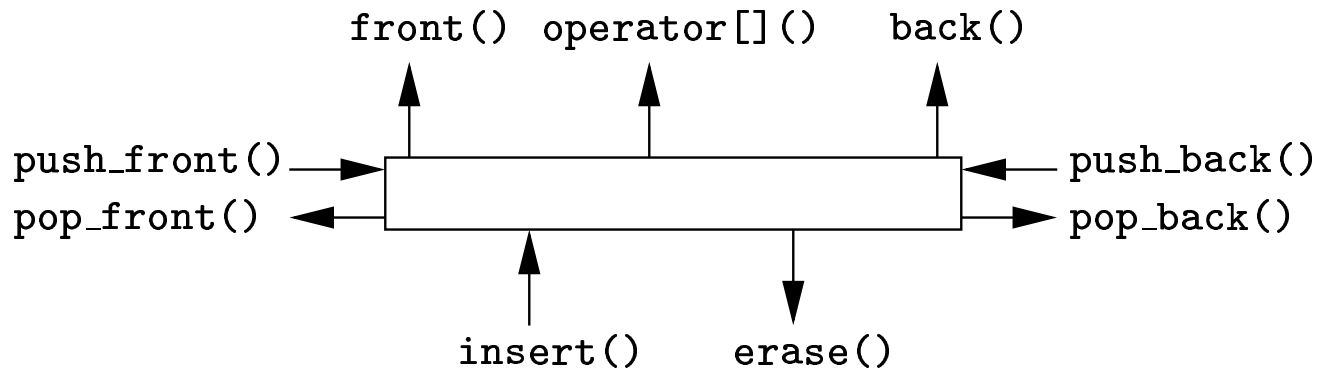 front() operator[]() back()
push_front() push_back()
pop_front() pop_back()
insert() erase()